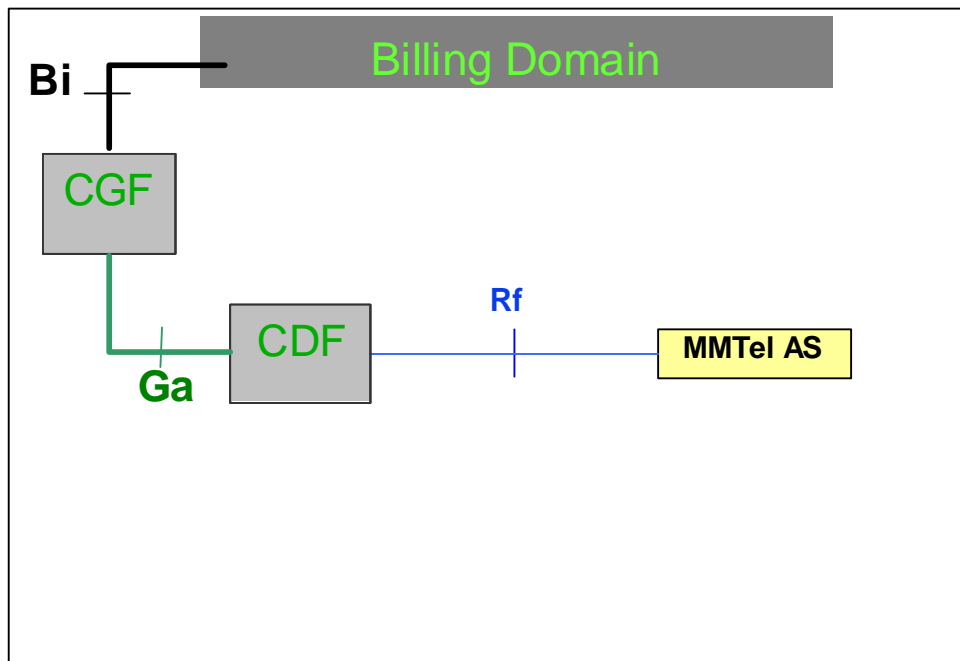 Billing Domain
Bi
CGF
Rf
CDF
MMTel AS
Ga